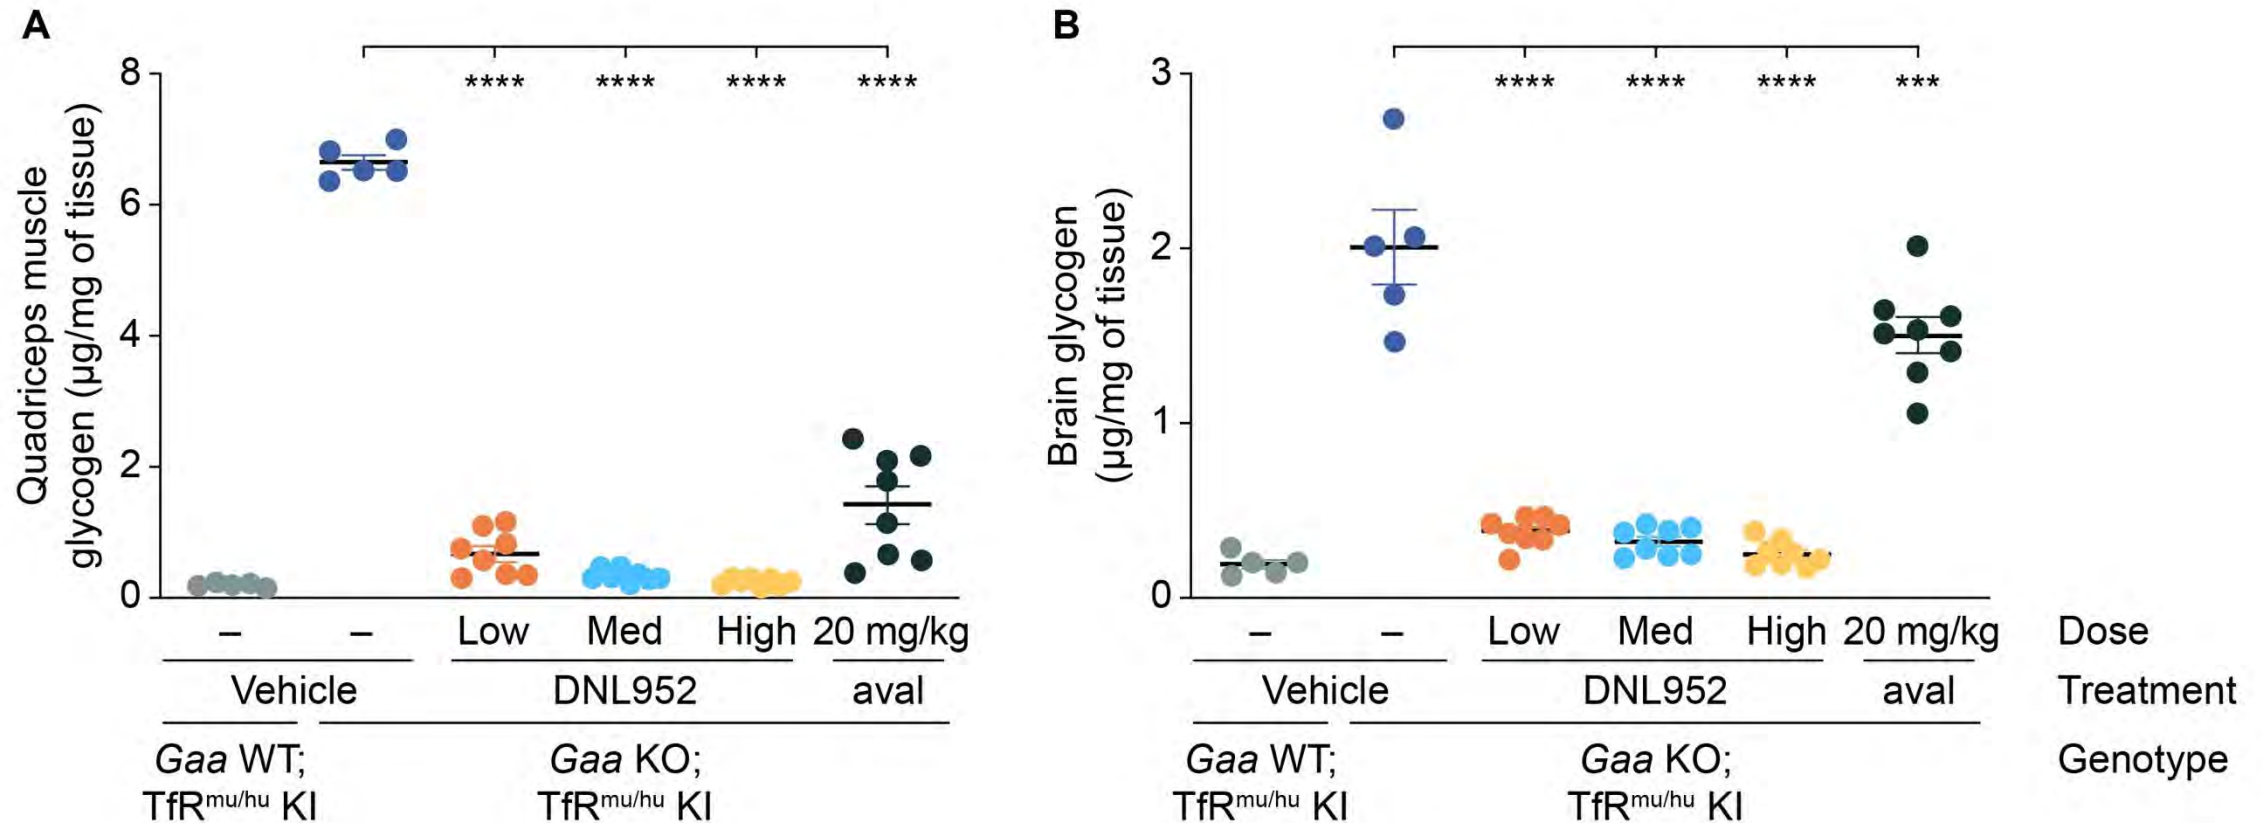 A
Quadriceps muscle
glycogen (µg/mg of tissue)
8
6
4
2
0
**** **** **** ****
– – Low Med High 20 mg/kg
Vehicle DNL952 aval
Gaa WT; Gaa KO;
TfRmu/hu KI TfRmu/hu KI
B
Brain glycogen
(µg/mg of tissue)
3
2
1
0
**** **** **** ***
– – Low Med High 20 mg/kg Dose
Vehicle DNL952 aval Treatment
Gaa WT; Gaa KO; Genotype
TfRmu/hu KI TfRmu/hu KI